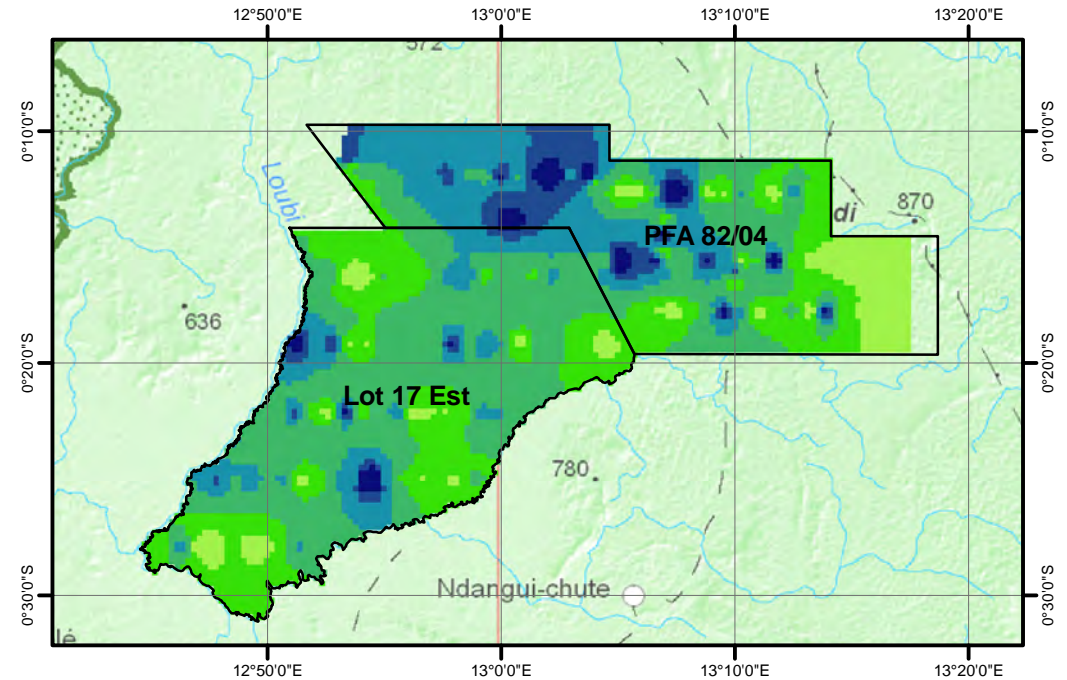 12°50'0"E 13°0'0"E 13°10'0"E 13°20'0"E
572
0°10'0"S 0°10'0"S
Loubi
870
di
PFA 82/04
636
0°20'0"S 0°20'0"S
Lot 17 Est
780
Ndangui-chute
0°30'0"S 0°30'0"S
lé
12°50'0"E 13°0'0"E 13°10'0"E 13°20'0"E